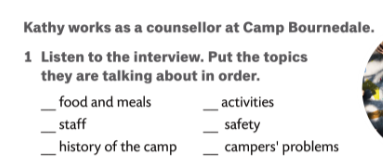 Kathy works as a counsellor at Camp Bournedale.
1 Listen to the interview. Put the topics
they are talking about in order.
__ food and meals __ activities
__ staff __ safety
__ history of the camp __ campers' problems